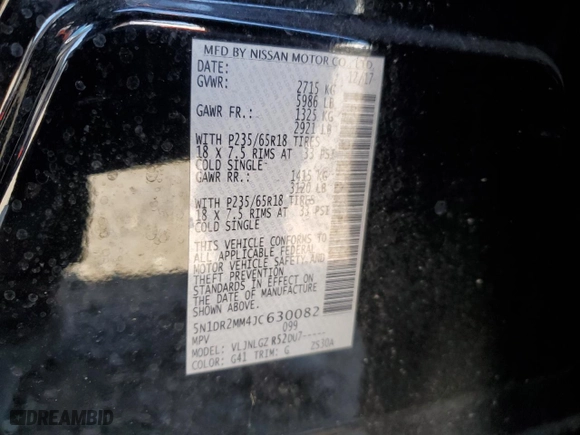 MFD BY NISSAN MOTOR CO., LTD.
DATE: 12/17
GVWR: 2715 KG
5986 LB
GAWR FR.: 1325 KG
2921 LB
WITH P235/65R18 TIRES
18 X 7.5 RIMS AT 33 PSI
COLD SINGLE
GAWR RR.: 1415 KG
3120 LB
WITH P235/65R18 TIRES
18 X 7.5 RIMS AT 33 PSI
COLD SINGLE
THIS VEHICLE CONFORMS TO
ALL APPLICABLE FEDERAL
MOTOR VEHICLE SAFETY AND
THEFT PREVENTION
STANDARDS IN EFFECT ON
THE DATE OF MANUFACTURE
SHOWN ABOVE.
5N1DR2MM4JC630082
MPV 099
MODEL: VLJNLGZ R52DU7-----
COLOR: G41 TRIM: G 2530A
DREAMBID